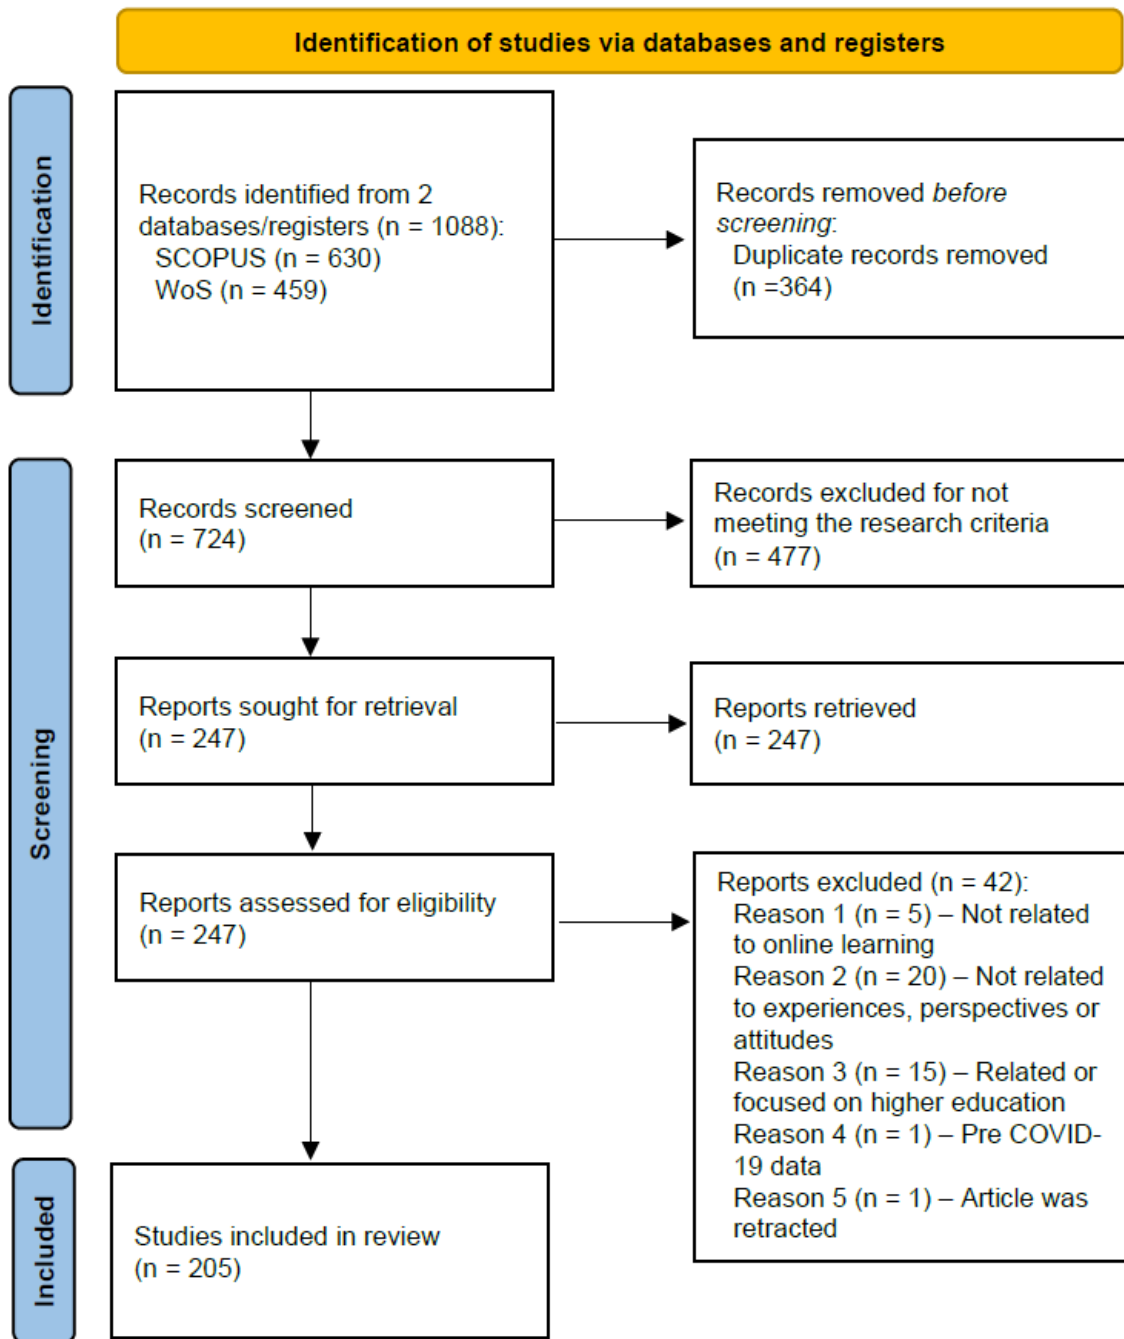 Identification of studies via databases and registers
Identification
Records identified from 2
databases/registers (n = 1088):
SCOPUS (n = 630)
WoS (n = 459)
Records removed before
screening:
Duplicate records removed
(n =364)
Screening
Records screened
(n = 724)
Records excluded for not
meeting the research criteria
(n = 477)
Reports sought for retrieval
(n = 247)
Reports retrieved
(n = 247)
Reports assessed for eligibility
(n = 247)
Reports excluded (n = 42):
Reason 1 (n = 5) – Not related
to online learning
Reason 2 (n = 20) – Not related
to experiences, perspectives or
attitudes
Reason 3 (n = 15) – Related or
focused on higher education
Reason 4 (n = 1) – Pre COVID-
19 data
Reason 5 (n = 1) – Article was
retracted
Included
Studies included in review
(n = 205)